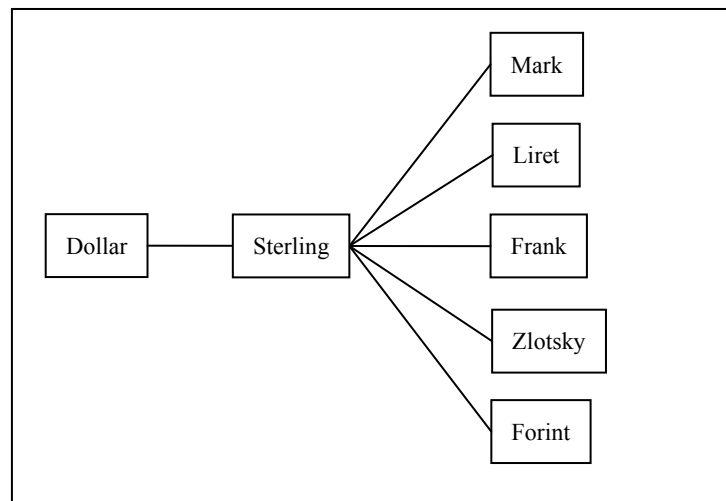 Mark
Liret
Dollar
Sterling
Frank
Zlotsky
Forint